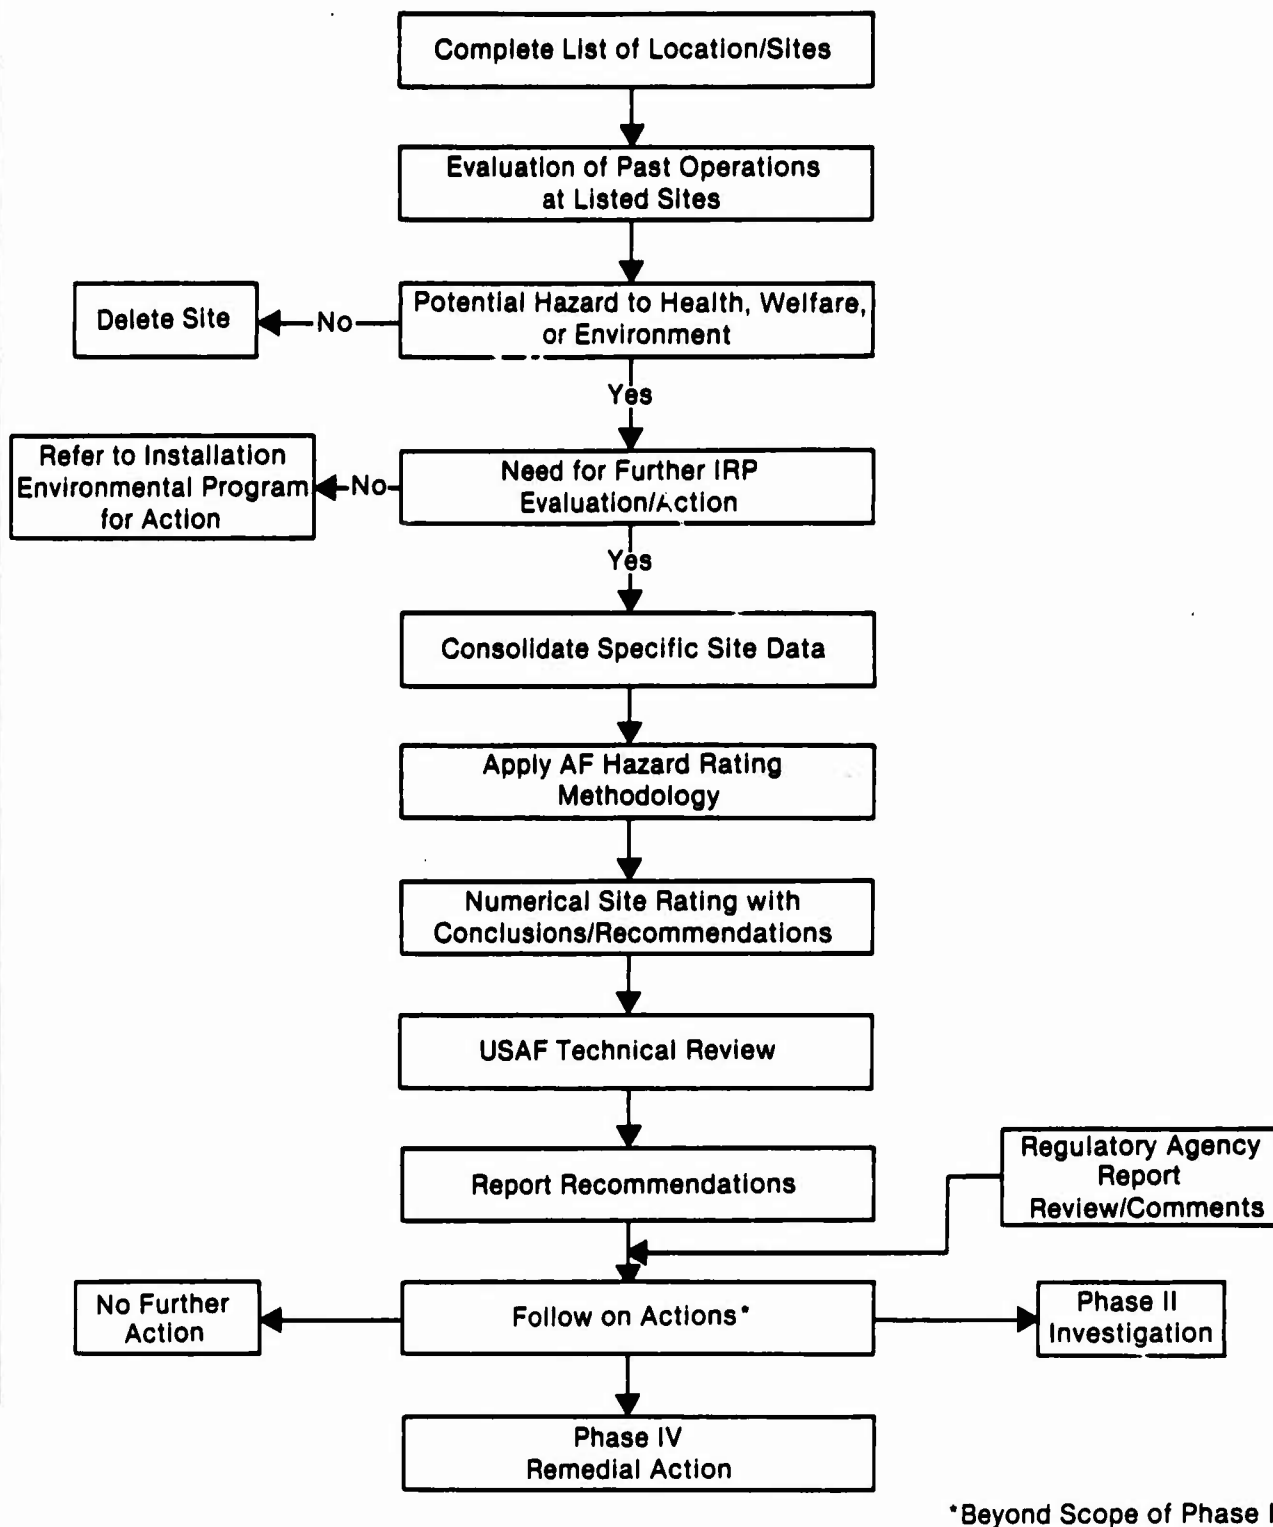 Complete List of Location/Sites
Evaluation of Past Operations
at Listed Sites
Potential Hazard to Health, Welfare,
or Environment
No
Delete Site
Yes
Need for Further IRP
Evaluation/Action
No
Refer to Installation
Environmental Program
for Action
Yes
Consolidate Specific Site Data
Apply AF Hazard Rating
Methodology
Numerical Site Rating with
Conclusions/Recommendations
USAF Technical Review
Report Recommendations
Regulatory Agency
Report
Review/Comments
No Further
Action
Follow on Actions*
Phase II
Investigation
Phase IV
Remedial Action
*Beyond Scope of Phase I